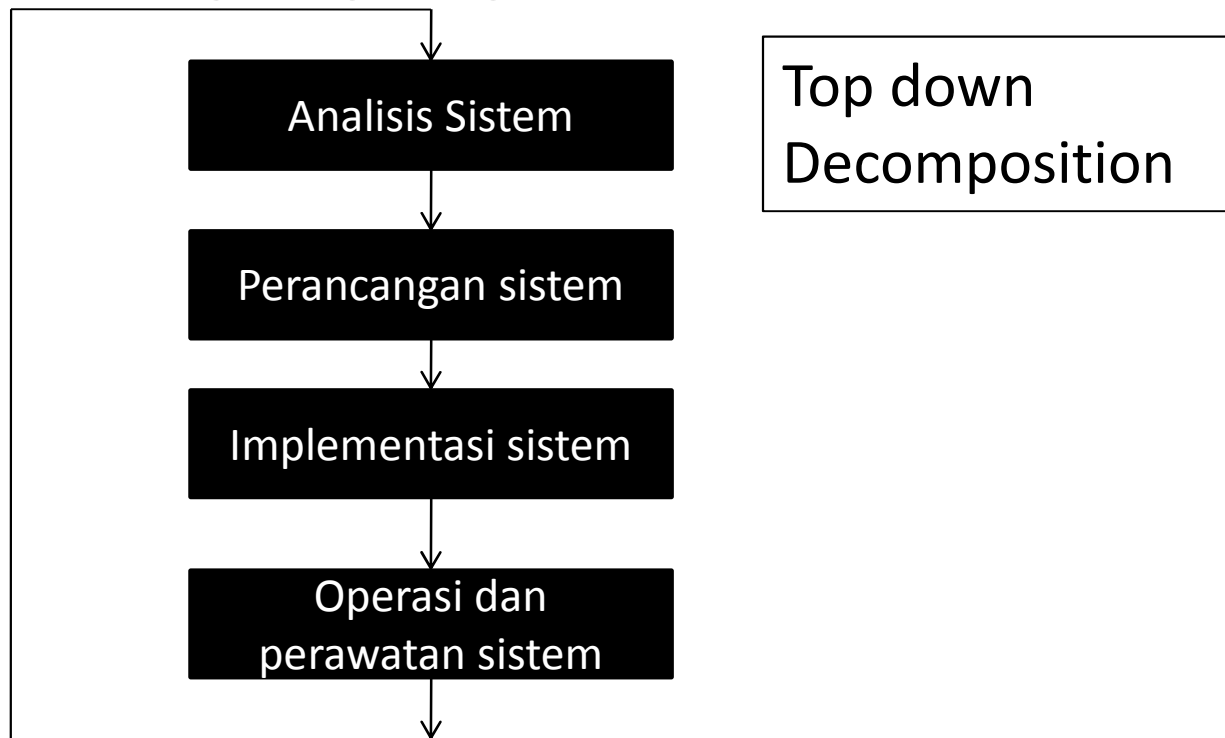 Analisis Sistem
Top down
Decomposition
Perancangan sistem
Implementasi sistem
Operasi dan
perawatan sistem